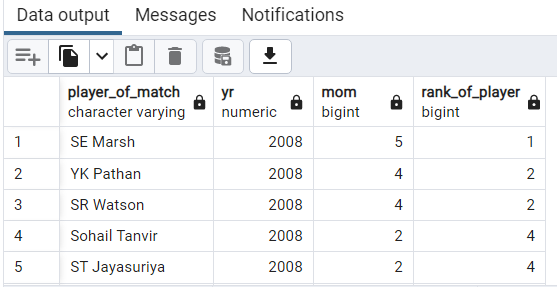 Data output Messages Notifications
player_of_match yr mom rank_of_player
character varying numeric bigint bigint
1 SE Marsh 2008 5 1
2 YK Pathan 2008 4 2
3 SR Watson 2008 4 2
4 Sohail Tanvir 2008 2 4
5 ST Jayasuriya 2008 2 4